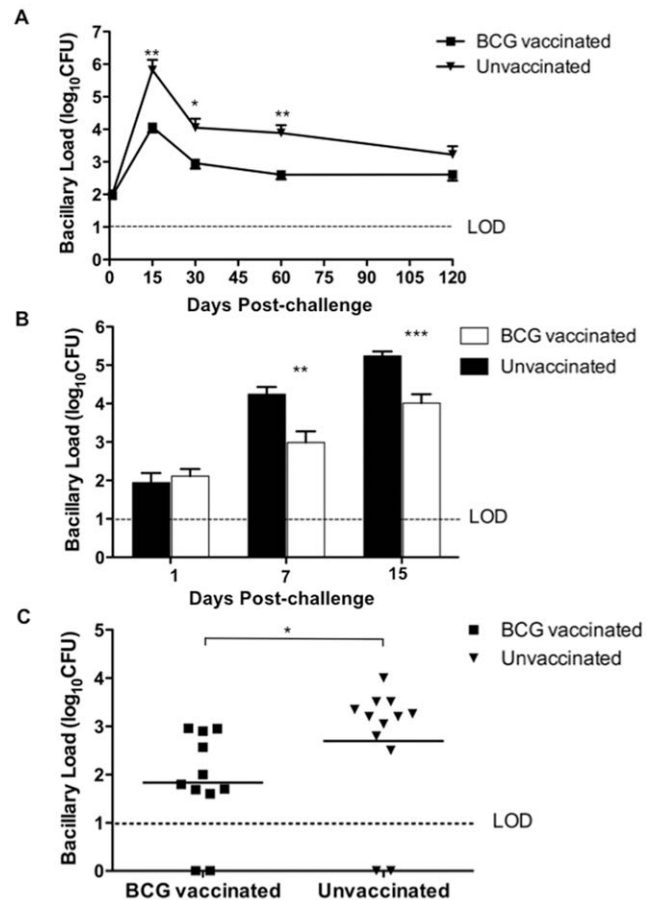 A
Bacillary Load (log10CFU)
7
6
5
4
3
2
1
0
**
*
**
BCG vaccinated
Unvaccinated
LOD
0 15 30 45 60 75 90 105 120
Days Post-challenge
B
Bacillary Load (log10CFU)
6
5
4
3
2
1
0
**
***
BCG vaccinated
Unvaccinated
LOD
1 7 15
Days Post-challenge
C
Bacillary Load (log10CFU)
5
4
3
2
1
0
*
BCG vaccinated
Unvaccinated
LOD
BCG vaccinated Unvaccinated